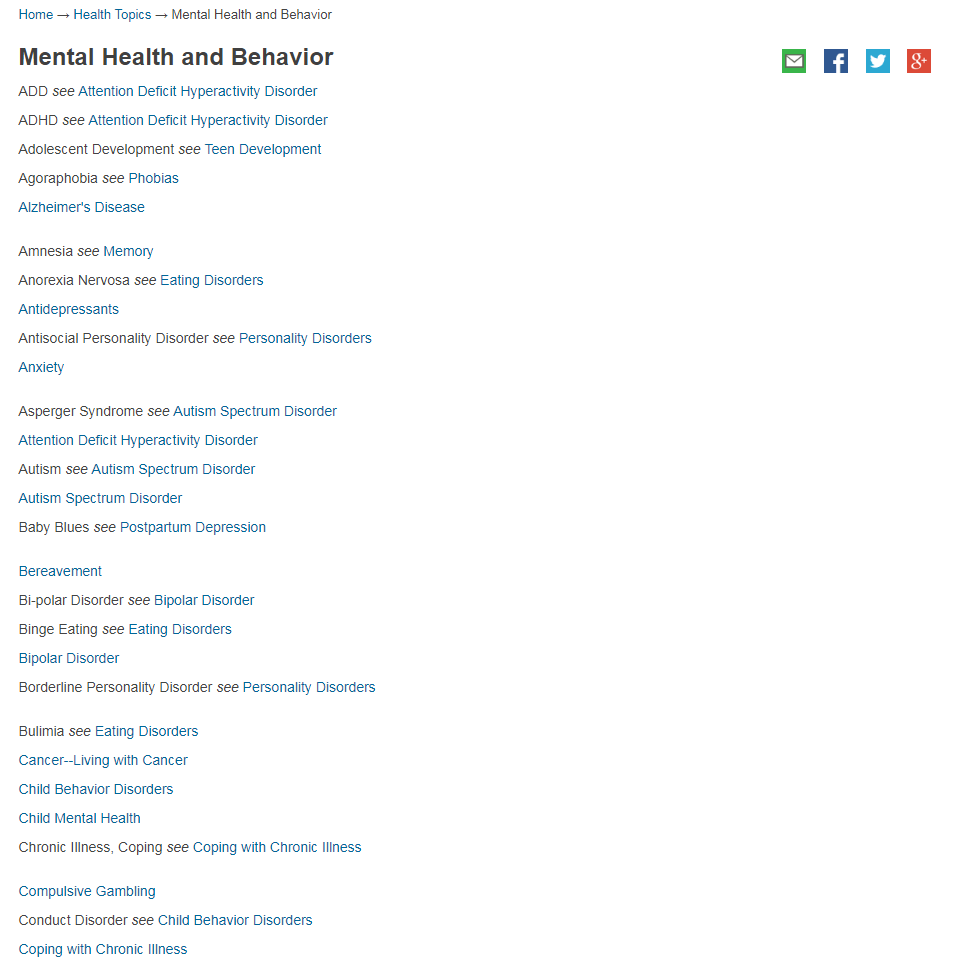 Home → Health Topics → Mental Health and Behavior
Mental Health and Behavior
ADD see Attention Deficit Hyperactivity Disorder
ADHD see Attention Deficit Hyperactivity Disorder
Adolescent Development see Teen Development
Agoraphobia see Phobias
Alzheimer's Disease
Amnesia see Memory
Anorexia Nervosa see Eating Disorders
Antidepressants
Antisocial Personality Disorder see Personality Disorders
Anxiety
Asperger Syndrome see Autism Spectrum Disorder
Attention Deficit Hyperactivity Disorder
Autism see Autism Spectrum Disorder
Autism Spectrum Disorder
Baby Blues see Postpartum Depression
Bereavement
Bi-polar Disorder see Bipolar Disorder
Binge Eating see Eating Disorders
Bipolar Disorder
Borderline Personality Disorder see Personality Disorders
Bulimia see Eating Disorders
Cancer--Living with Cancer
Child Behavior Disorders
Child Mental Health
Chronic Illness, Coping see Coping with Chronic Illness
Compulsive Gambling
Conduct Disorder see Child Behavior Disorders
Coping with Chronic Illness